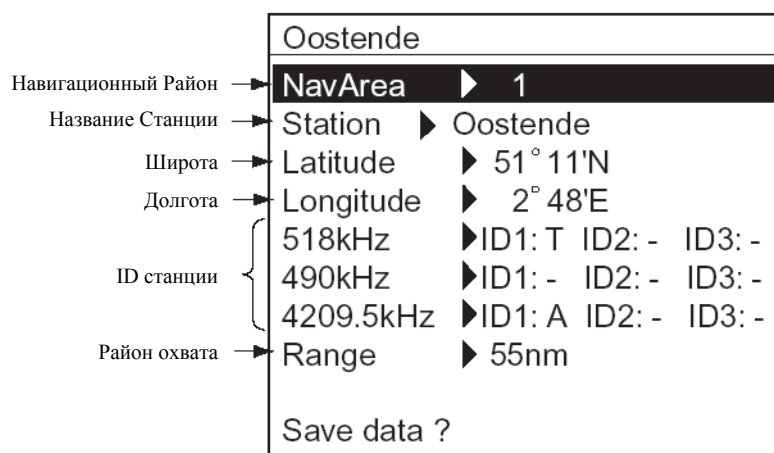 Oostende
Навигационный Район NavArea 1
Название Станции Station Oostende
Широта Latitude 51° 11'N
Долгота Longitude 2° 48'E
518kHz ID1: T ID2: - ID3: -
ID станции 490kHz ID1: - ID2: - ID3: -
4209.5kHz ID1: A ID2: - ID3: -
Район охвата Range 55nm
Save data ?